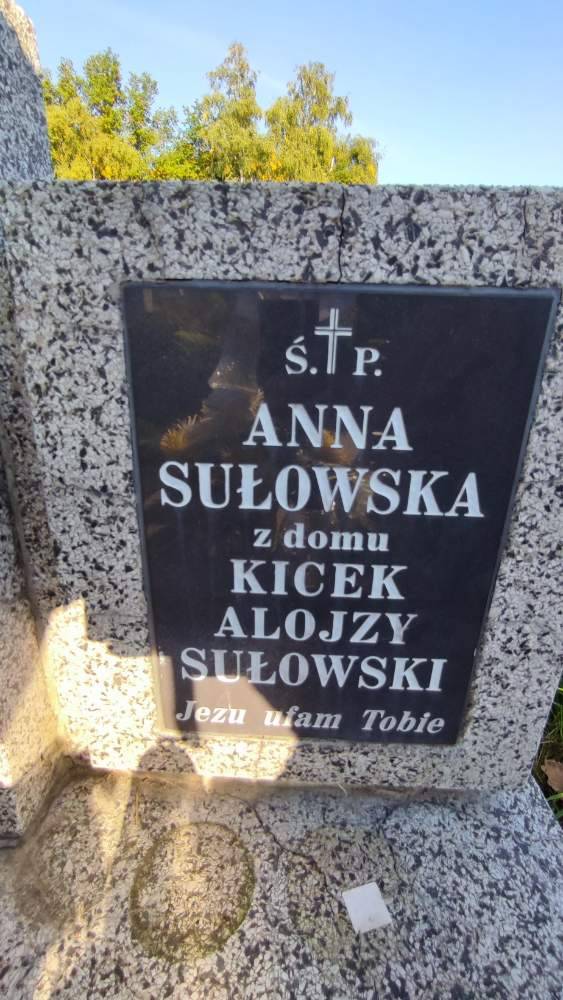 Ś. P.
ANNA
SUŁOWSKA
z domu
KICEK
ALOJZY
SUŁOWSKI
Jezu ufam Tobie